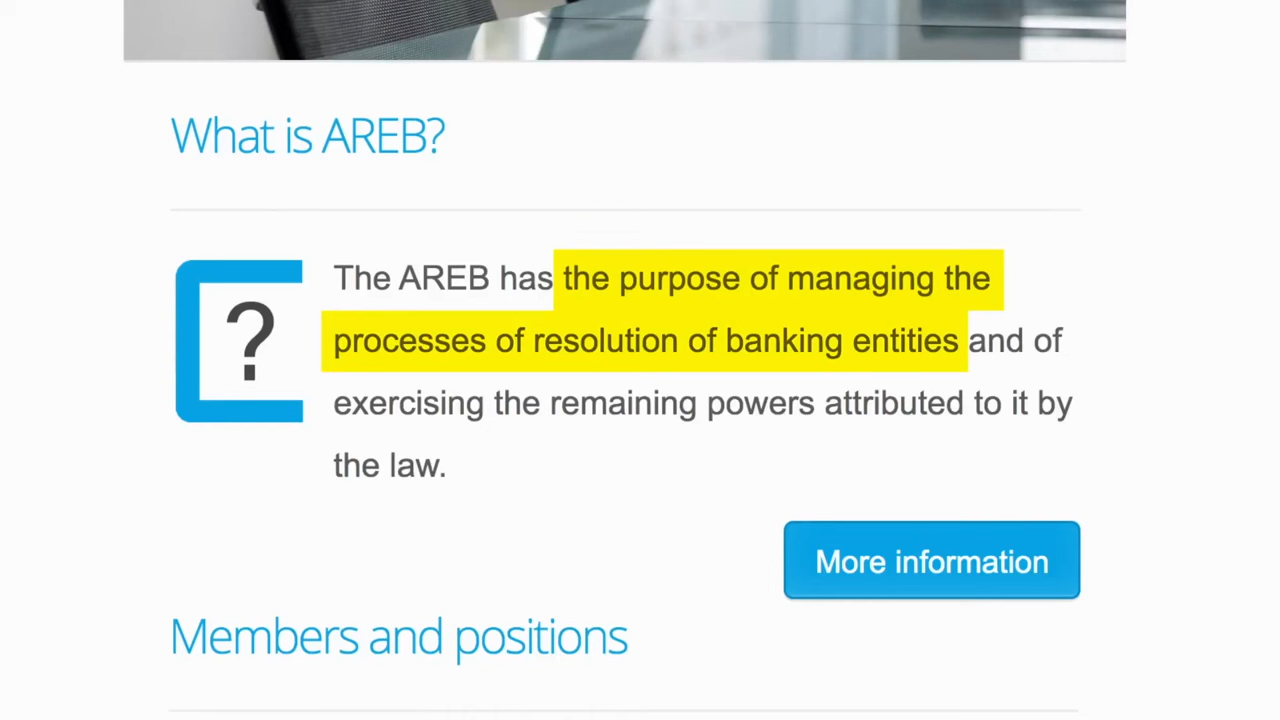 What is AREB?
?
The AREB has the purpose of managing the
processes of resolution of banking entities and of
exercising the remaining powers attributed to it by
the law.
More information
Members and positions